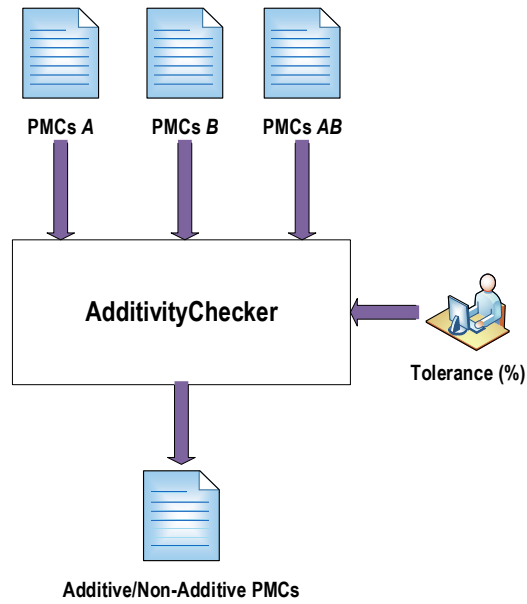 PMCs A
PMCs B
PMCs AB
AdditivityChecker
Tolerance (%)
Additive/Non-Additive PMCs